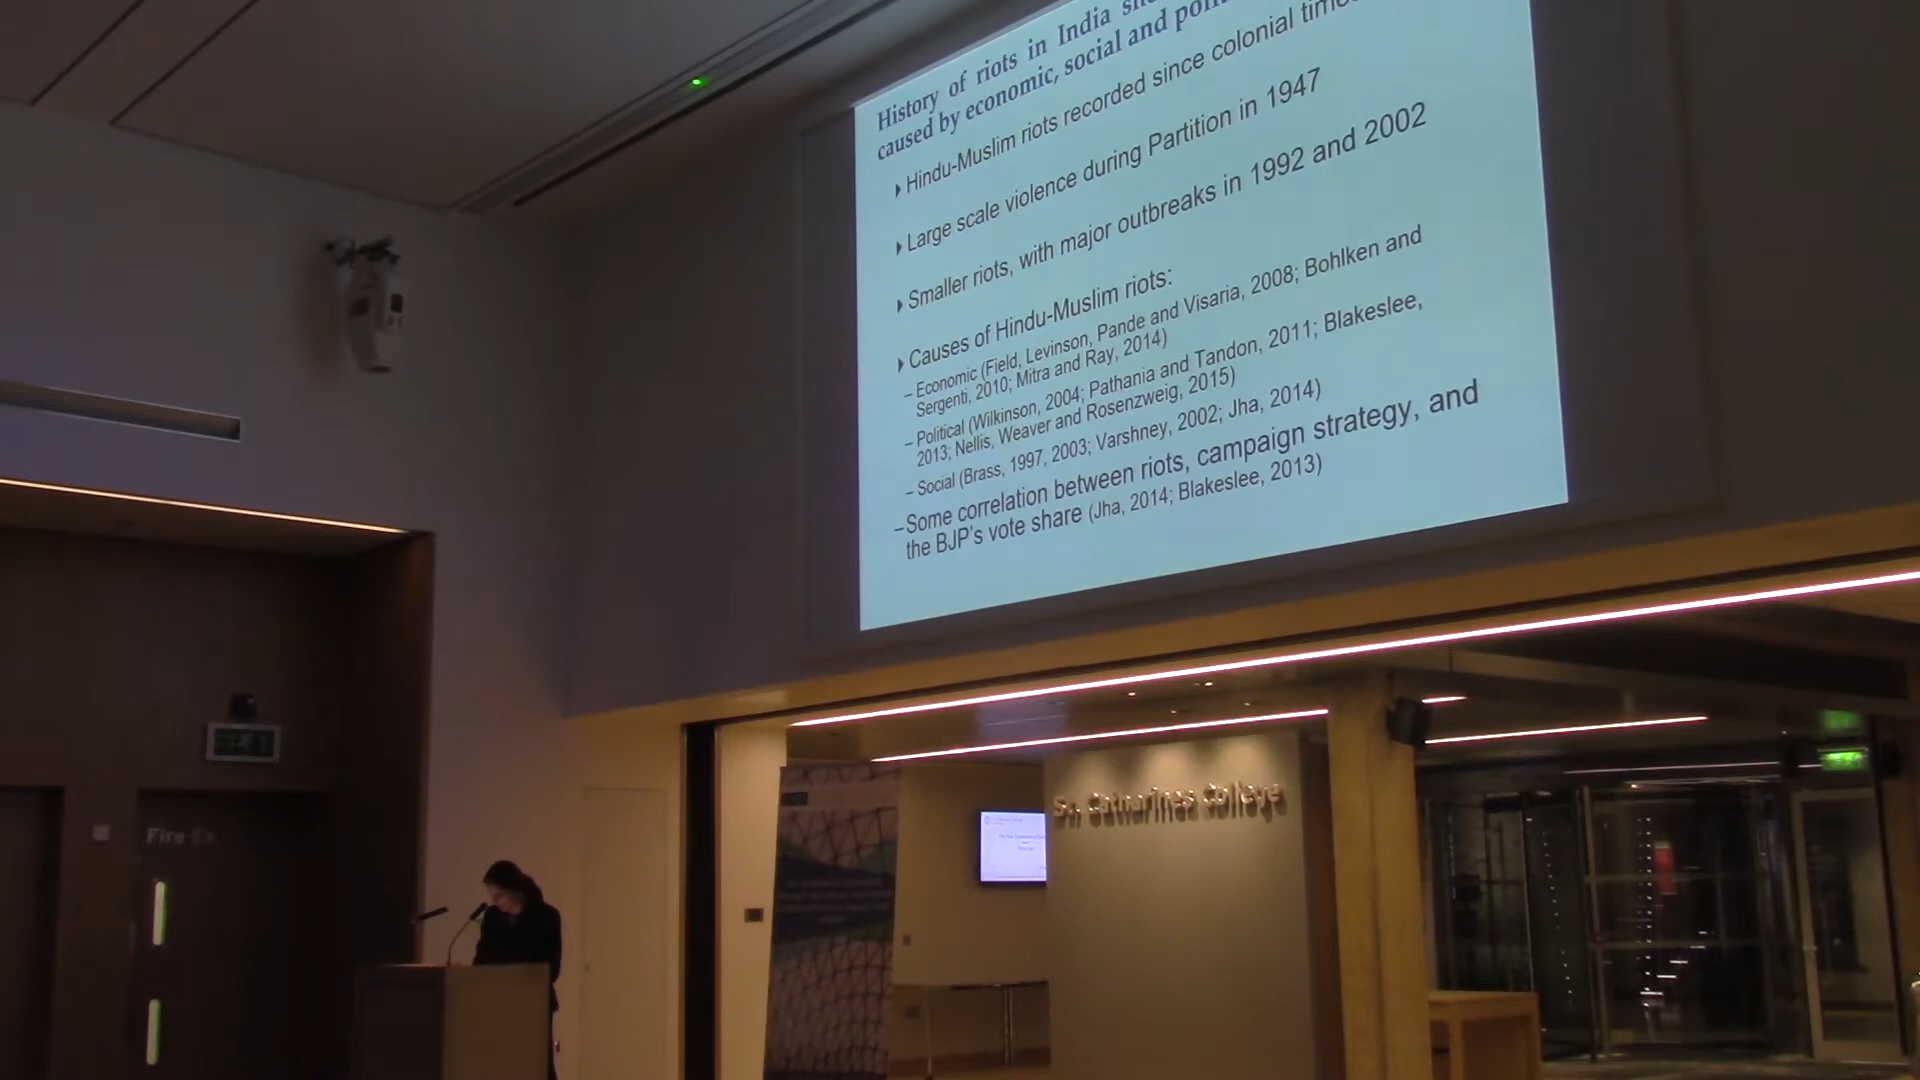 History of riots in India
caused by economic, social and
▸ Hindu-Muslim riots recorded since colonial
▸ Large scale violence during Partition in 1947
▸ Smaller riots, with major outbreaks in 1992 and 2002
▸ Causes of Hindu-Muslim riots:
– Economic (Field, Levinson, Pande and Visaria, 2008; Bohlken and
Sergenti, 2010; Mitra and Ray, 2014)
– Political (Wilkinson, 2004; Pathania and Tandon, 2011; Blakeslee,
2013; Nellis, Weaver and Rosenzweig, 2015)
– Social (Brass, 1997, 2003; Varshney, 2002; Jha, 2014)
– Some correlation between riots, campaign strategy, and
the BJP's vote share (Jha, 2014; Blakeslee, 2013)
St. Catharine's College
Fire